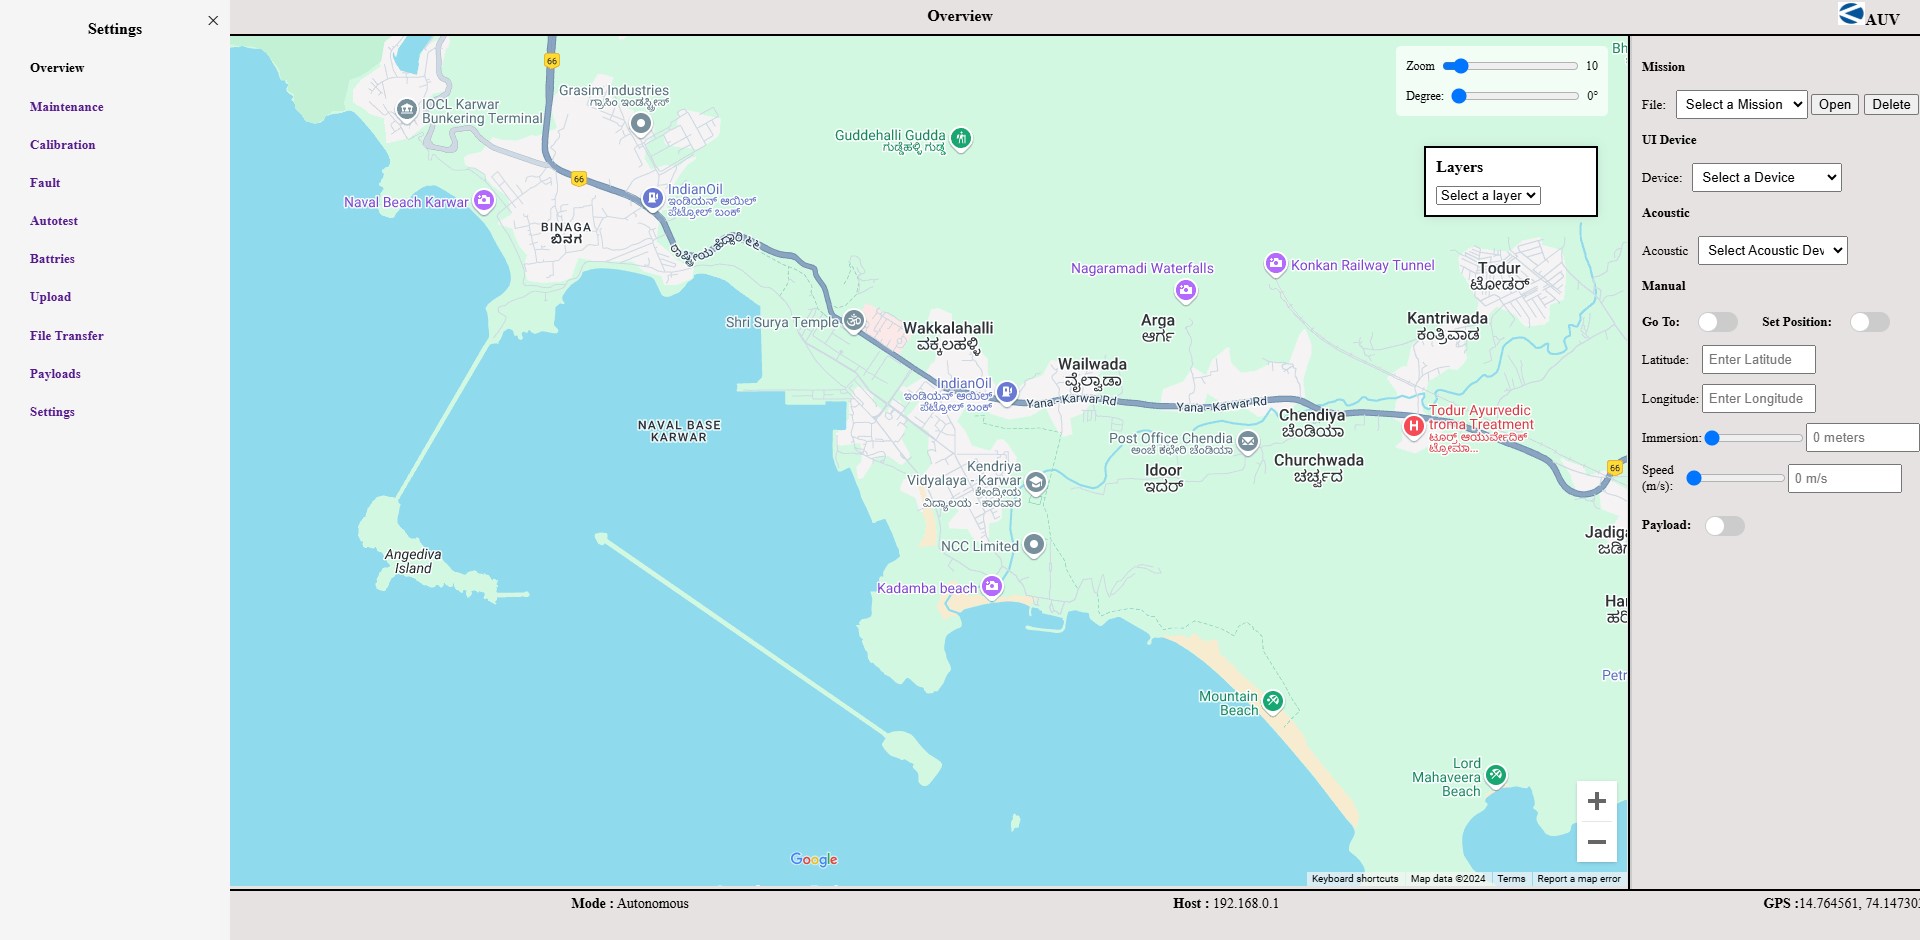 Settings
×
Overview
Maintenance
Calibration
Fault
Autotest
Battries
Upload
File Transfer
Payloads
Settings
Overview
AUV
66
Grasim Industries
ಗ್ರಾಸಿಂ ಇಂಡಸ್ಟ್ರೀಸ್
IOCL Karwar
Bunkering Terminal
Guddehalli Gudda
ಗುಡ್ಡೆಹಳ್ಳಿ ಗುಡ್ಡ
66
IndianOil
ಇಂಡಿಯನ್ ಆಯಿಲ್
ಪೆಟ್ರೋಲ್ ಬಂಕ್
Naval Beach Karwar
BINAGA
ಬಿನಗ
Nagaramadi Waterfalls
Konkan Railway Tunnel
Todur
ಟೋಡರ್
Shri Surya Temple
Wakkalahalli
ವಕ್ಕಲಹಳ್ಳಿ
Arga
ಆರ್ಗ
Kantriwada
ಕಂತ್ರಿವಾಡ
Wailwada
ವೈಲ್ವಾಡಾ
IndianOil
ಇಂಡಿಯನ್ ಆಯಿಲ್
ಪೆಟ್ರೋಲ್ ಬಂಕ್
Yana - Karwar Rd
Yana - Karwar Rd
Chendiya
ಚೆಂಡಿಯಾ
Todur Ayurvedic
troma Treatment
NAVAL BASE
KARWAR
Post Office Chendia
ಅಂಚೆ ಕಛೇರಿ ಚೆಂಡಿಯಾ
Churchwada
ಚರ್ಚ್ವದ
Idoor
ಇದರ್
66
Kendriya
Vidyalaya - Karwar
ಕೇಂದ್ರೀಯ
ವಿದ್ಯಾಲಯ - ಕಾರವಾರ
NCC Limited
Angediva
Island
Kadamba beach
Jadig
Ha
Petr
Mountain
Beach
Lord
Mahaveera
Beach
Google
Bh
Zoom 10
Degree: 0°
Layers
Select a layer
+
−
Keyboard shortcuts Map data ©2024 Terms Report a map error
Mission
File: Select a Mission Open Delete
UI Device
Device: Select a Device
Acoustic
Acoustic Select Acoustic Dev
Manual
Go To: Set Position:
Latitude: Enter Latitude
Longitude: Enter Longitude
Immersion: 0 meters
Speed
(m/s): 0 m/s
Payload:
Mode : Autonomous Host : 192.168.0.1 GPS :14.764561, 74.14730